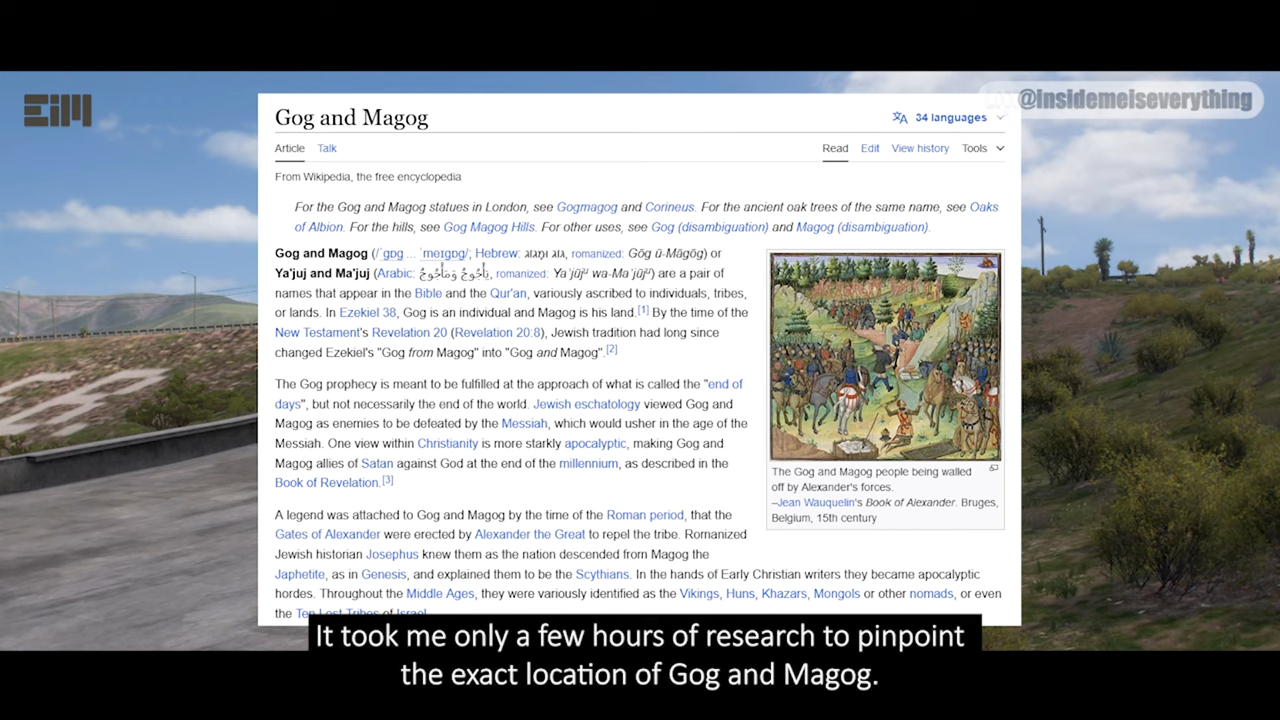 EIM
@insidemeiseverything
Gog and Magog
34 languages
Article Talk
Read Edit View history Tools
From Wikipedia, the free encyclopedia
For the Gog and Magog statues in London, see Gogmagog and Corineus. For the ancient oak trees of the same name, see Oaks
of Albion. For the hills, see Gog Magog Hills. For other uses, see Gog (disambiguation) and Magog (disambiguation).
Gog and Magog (/ˈɡɒɡ ... ˈmeɪɡɒɡ/; Hebrew: גּוֹג וּמָגוֹג, romanized: Gōg ū-Māgōg) or
Ya'juj and Ma'juj (Arabic: يَأْجُوجُ وَمَأْجُوجُ, romanized: Yaʾjūjᵘ wa-Maʾjūjᵘ) are a pair of
names that appear in the Bible and the Qur'an, variously ascribed to individuals, tribes,
or lands. In Ezekiel 38, Gog is an individual and Magog is his land.[1] By the time of the
New Testament's Revelation 20 (Revelation 20:8), Jewish tradition had long since
changed Ezekiel's "Gog from Magog" into "Gog and Magog".[2]
The Gog prophecy is meant to be fulfilled at the approach of what is called the "end of
days", but not necessarily the end of the world. Jewish eschatology viewed Gog and
Magog as enemies to be defeated by the Messiah, which would usher in the age of the
Messiah. One view within Christianity is more starkly apocalyptic, making Gog and
Magog allies of Satan against God at the end of the millennium, as described in the
Book of Revelation.[3]
The Gog and Magog people being walled
off by Alexander's forces.
–Jean Wauquelin's Book of Alexander. Bruges,
Belgium, 15th century
A legend was attached to Gog and Magog by the time of the Roman period, that the
Gates of Alexander were erected by Alexander the Great to repel the tribe. Romanized
Jewish historian Josephus knew them as the nation descended from Magog the
Japhetite, as in Genesis, and explained them to be the Scythians. In the hands of Early Christian writers they became apocalyptic
hordes. Throughout the Middle Ages, they were variously identified as the Vikings, Huns, Khazars, Mongols or other nomads, or even
the Ten Lost Tribes of Israel.
It took me only a few hours of research to pinpoint
the exact location of Gog and Magog.